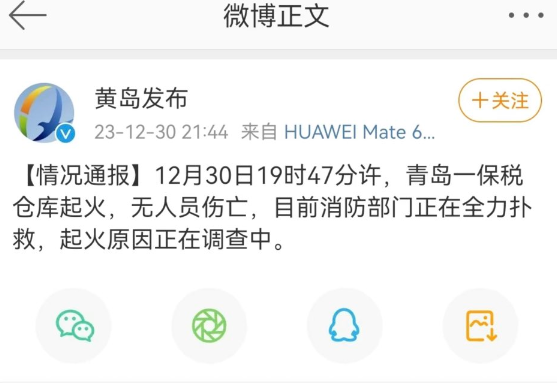 微博正文
黄岛发布
+关注
23-12-30 21:44 来自 HUAWEI Mate 6...
【情况通报】12月30日19时47分许，青岛一保税
仓库起火，无人员伤亡，目前消防部门正在全力扑
救，起火原因正在调查中。